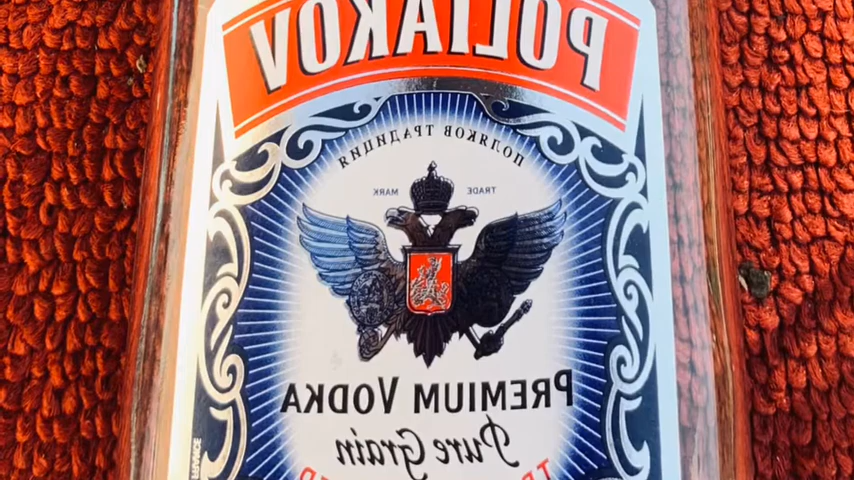 POLIAKOV
ПОЛЯКОВ ТРАДИЦИЯ
TRADE MARK
PREMIUM VODKA
Pure Grain